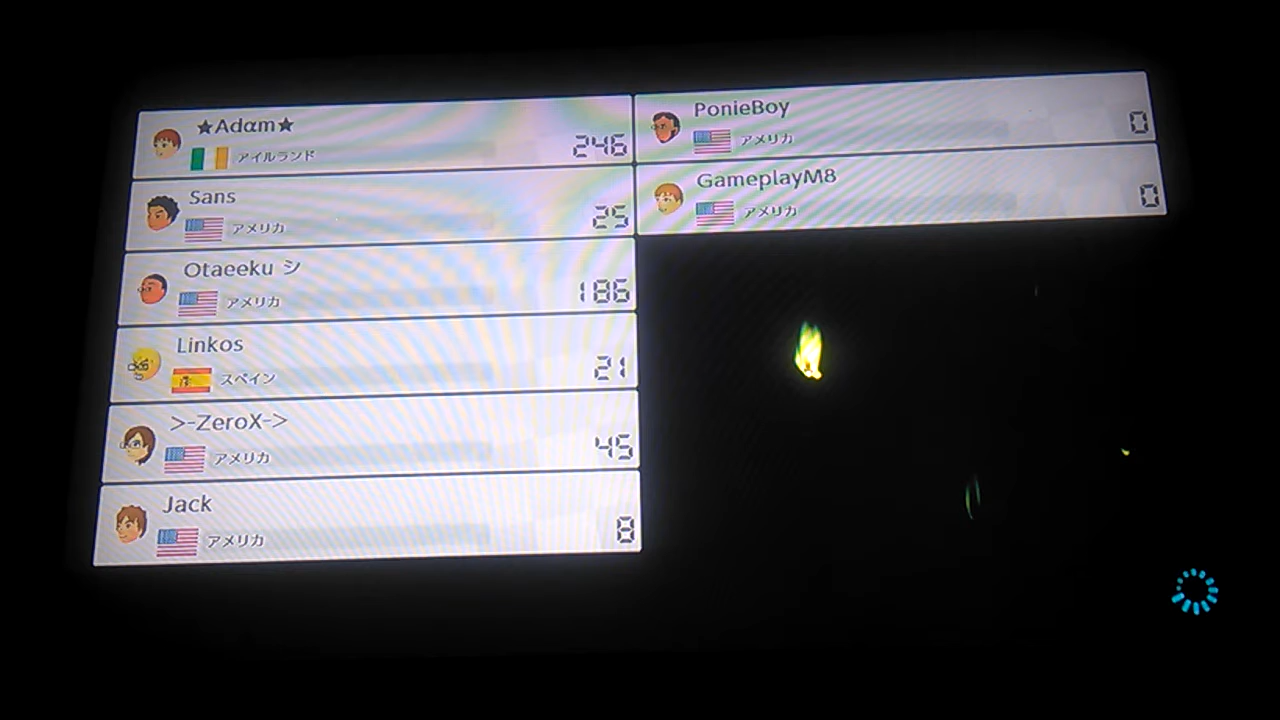 ★Adam★
アイルランド
246
Sans
アメリカ
25
Otaeeku シ
アメリカ
186
Linkos
スペイン
21
>-ZeroX->
アメリカ
45
Jack
アメリカ
8
PonieBoy
アメリカ
0
GameplayM8
アメリカ
0